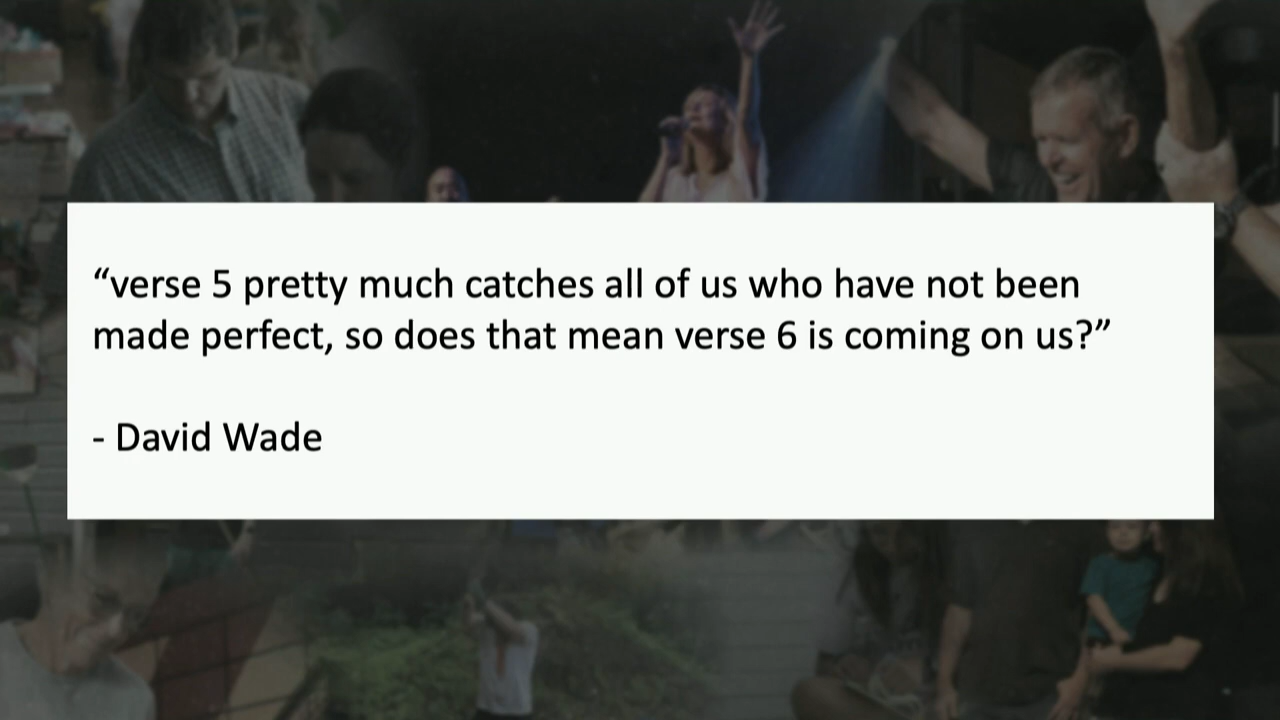 “verse 5 pretty much catches all of us who have not been
made perfect, so does that mean verse 6 is coming on us?”
- David Wade